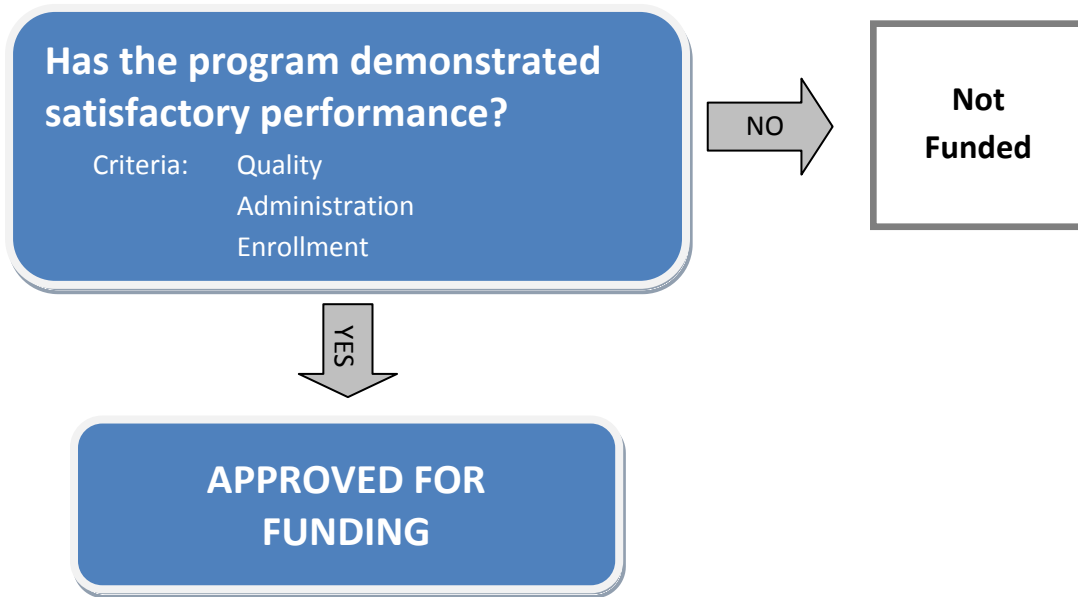 Has the program demonstrated
satisfactory performance?
Criteria: Quality
Administration
Enrollment
NO
Not
Funded
YES
APPROVED FOR
FUNDING